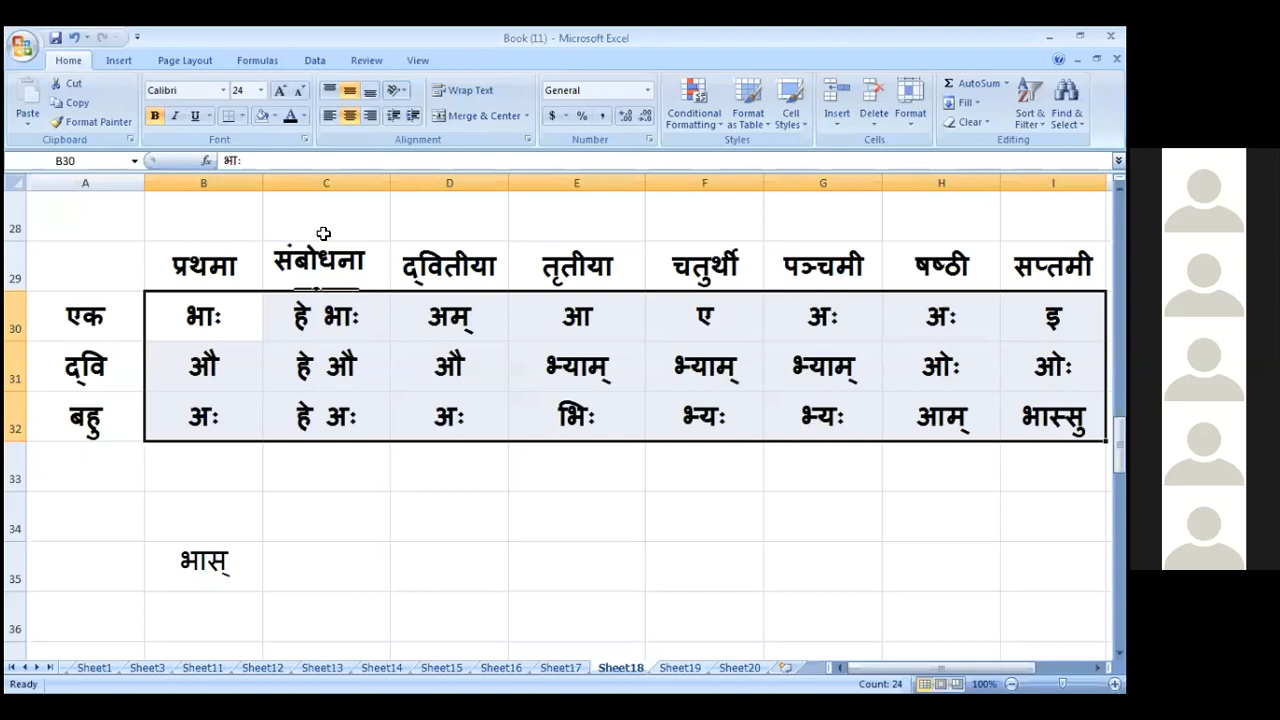 Book (11) - Microsoft Excel
Home Insert Page Layout Formulas Data Review View
Cut
Copy
Format Painter
Paste
Clipboard
Calibri 24
B I U
Font
Wrap Text
Merge & Center
Alignment
General
$ % ,
Number
Conditional Formatting
Format as Table
Cell Styles
Styles
Insert Delete Format
Cells
AutoSum
Fill
Clear
Sort & Filter
Find & Select
Editing
B30 fx भाः
A B C D E F G H I
28
29 प्रथमा संबोधना द्वितीया तृतीया चतुर्थी पञ्चमी षष्ठी सप्तमी
30 एक भाः हे भाः अम् आ ए अः अः इ
31 द्वि औ हे औ औ भ्याम् भ्याम् भ्याम् ओः ओः
32 बहु अः हे अः अः भिः भ्यः भ्यः आम् भास्सु
33
34
35 भास्
36
Sheet1 Sheet3 Sheet11 Sheet12 Sheet13 Sheet14 Sheet15 Sheet16 Sheet17 Sheet18 Sheet19 Sheet20
Ready Count: 24 100%